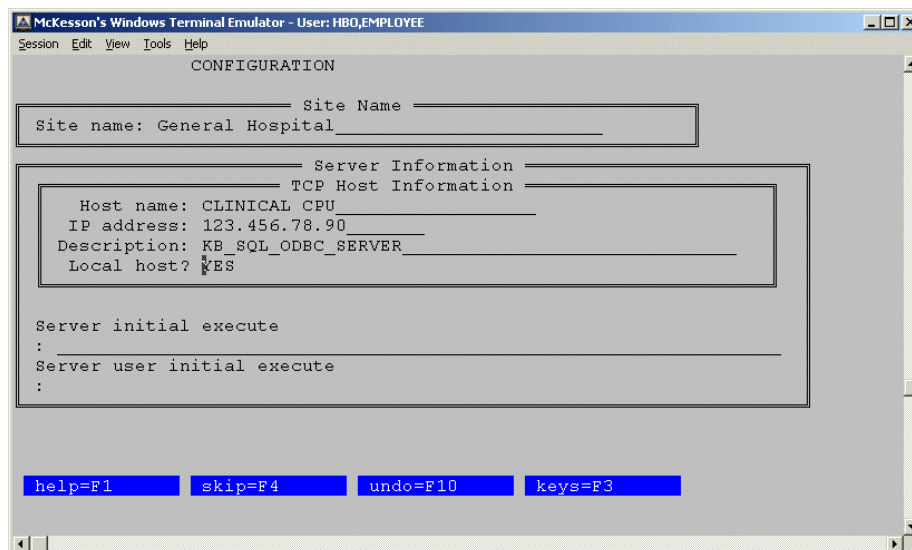 McKesson's Windows Terminal Emulator - User: HBO,EMPLOYEE
Session Edit View Tools Help
CONFIGURATION
Site Name
Site name: General Hospital
Server Information
TCP Host Information
Host name: CLINICAL CPU
IP address: 123.456.78.90
Description: KB_SQL_ODBC_SERVER
Local host? YES
Server initial execute
:
Server user initial execute
:
help=F1 skip=F4 undo=F10 keys=F3